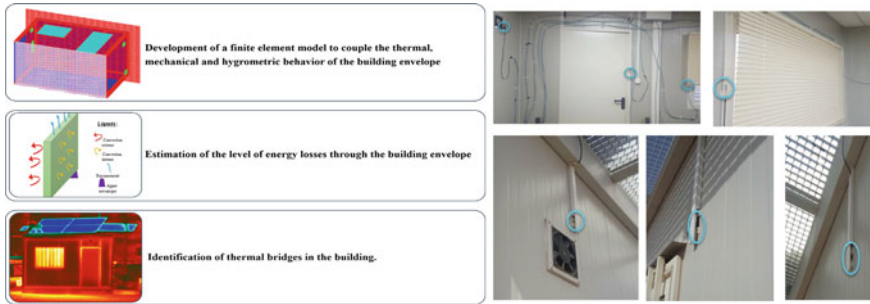 Development of a finite element model to couple the thermal,
mechanical and hygrometric behavior of the building envelope
Estimation of the level of energy losses through the building envelope
Identification of thermal bridges in the building.